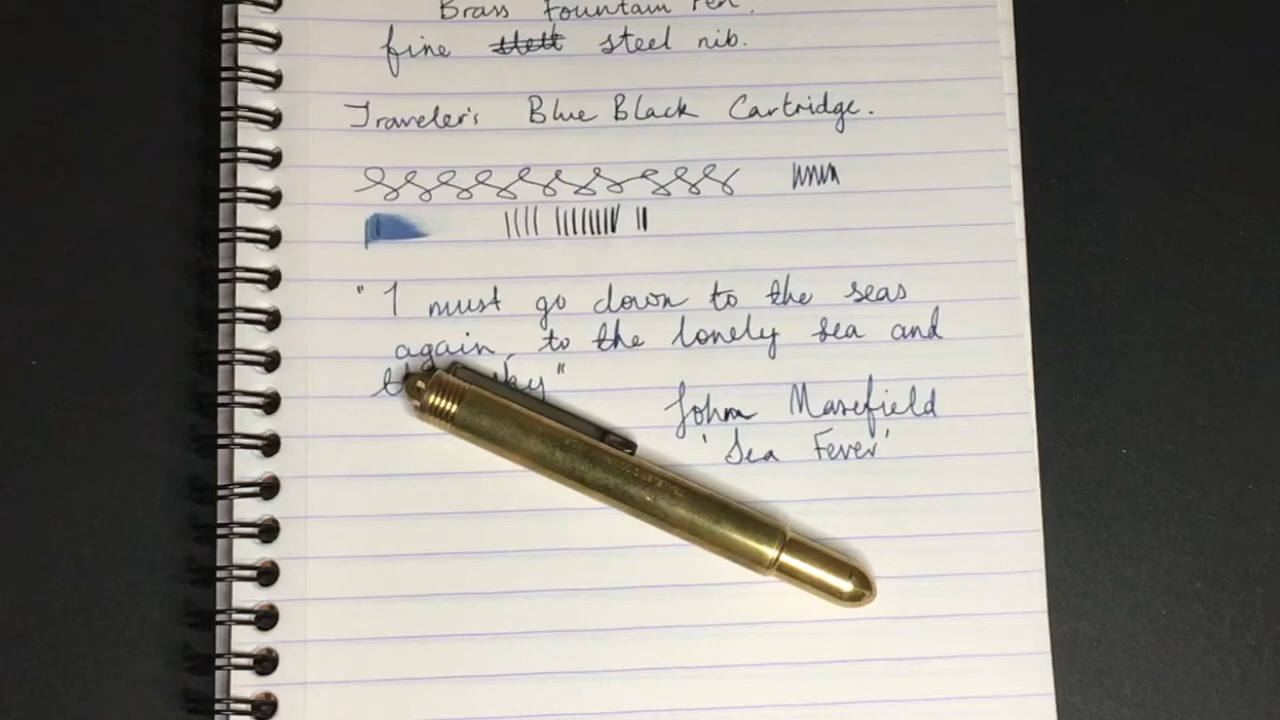 Brass Fountain Pen.
fine steel nib.
Traveler's Blue Black Cartridge.
" I must go down to the seas
again, to the lonely sea and
sky"
John Masefield
'Sea Fever'